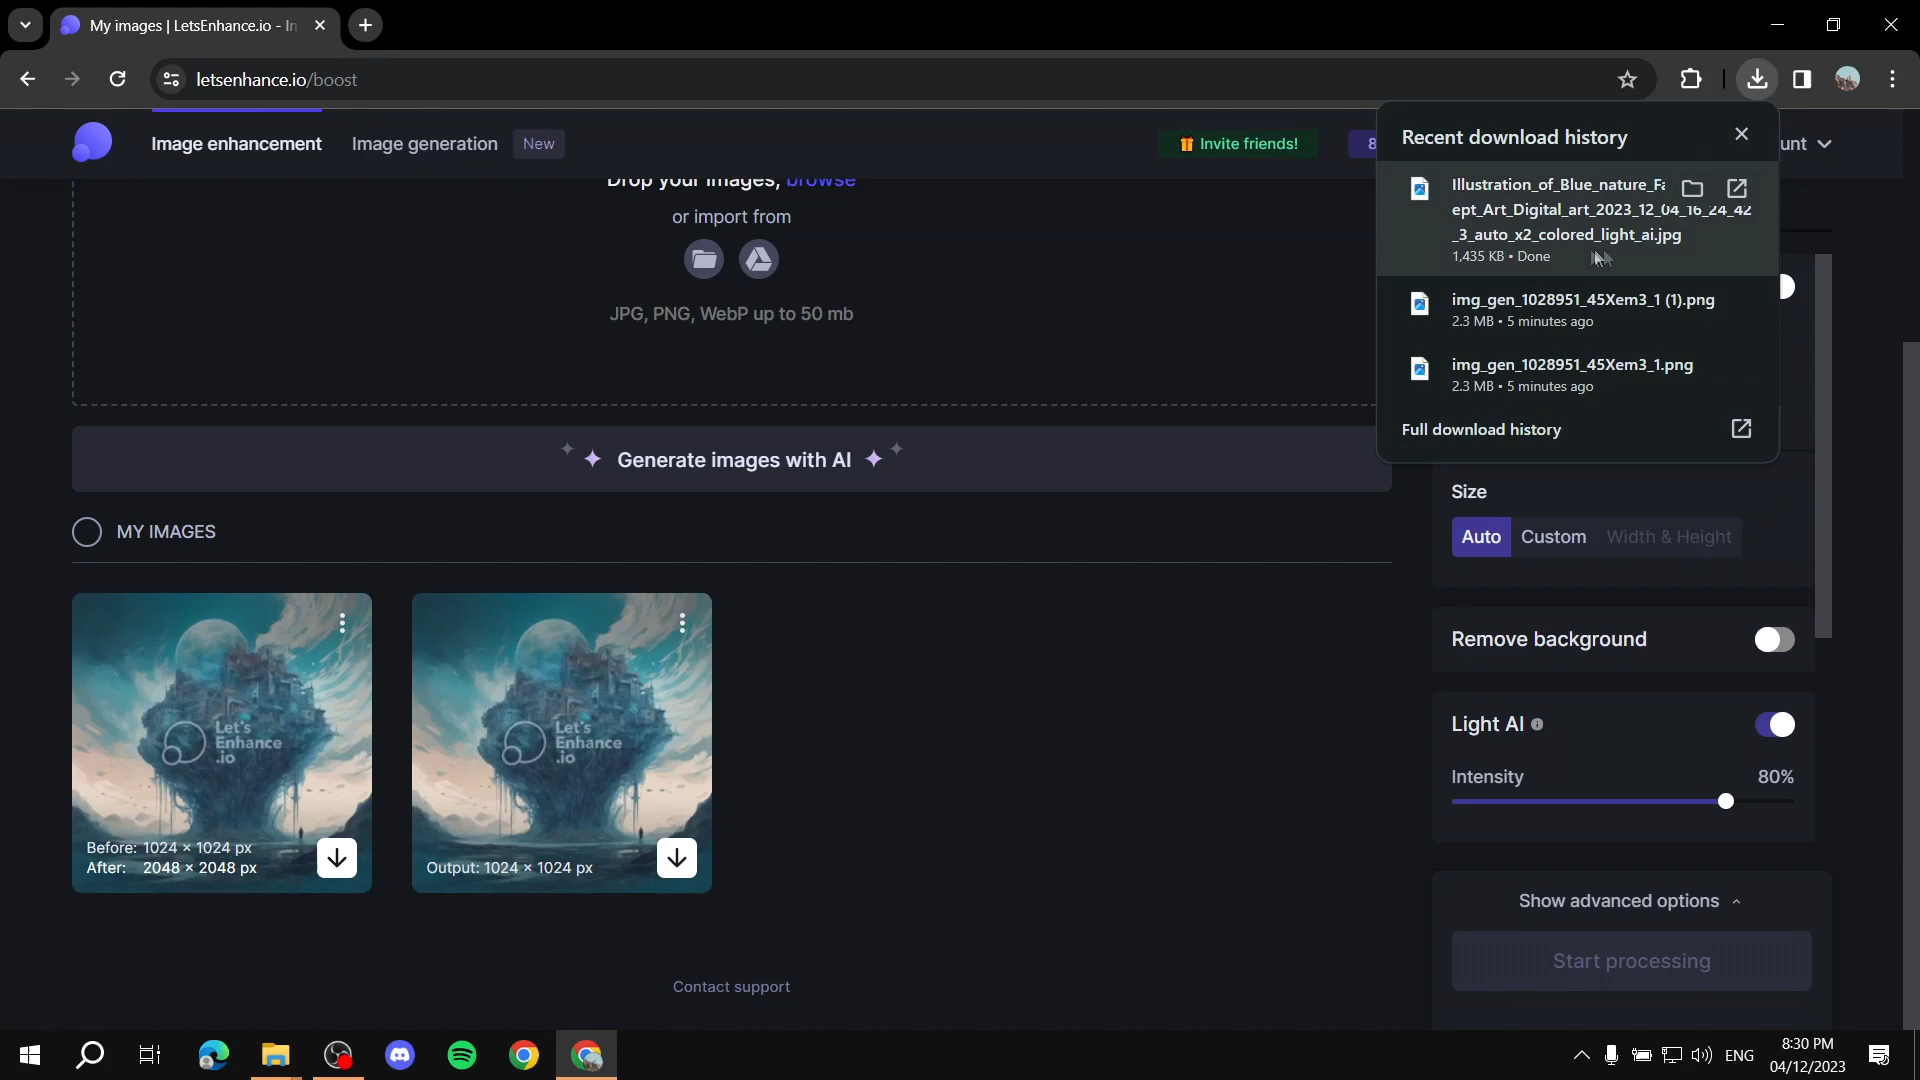 My images | LetsEnhance.io - In
letsenhance.io/boost
Image enhancement
Image generation
New
Invite friends!
8
unt
Recent download history
Illustration_of_Blue_nature_Fa
ept_Art_Digital_art_2023_12_04_16_24_42
_3_auto_x2_colored_light_ai.jpg
1,435 KB • Done
img_gen_1028951_45Xem3_1 (1).png
2.3 MB • 5 minutes ago
img_gen_1028951_45Xem3_1.png
2.3 MB • 5 minutes ago
Full download history
Drop your images, browse
or import from
JPG, PNG, WebP up to 50 mb
Generate images with AI
MY IMAGES
Let's
Enhance
.io
Before: 1024 × 1024 px
After: 2048 × 2048 px
Let's
Enhance
.io
Output: 1024 × 1024 px
Contact support
Size
Auto Custom Width & Height
Remove background
Light AI
Intensity 80%
Show advanced options
Start processing
ENG
8:30 PM
04/12/2023